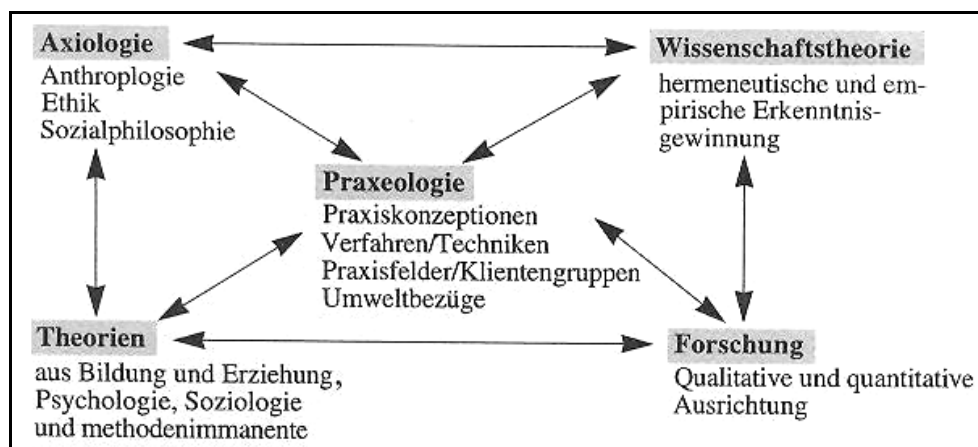 Axiologie
Anthroplogie
Ethik
Sozialphilosophie
Wissenschaftstheorie
hermeneutische und em-
pirische Erkenntnis-
gewinnung
Praxeologie
Praxiskonzeptionen
Verfahren/Techniken
Praxisfelder/Klientengruppen
Umweltbezüge
Theorien
aus Bildung und Erziehung,
Psychologie, Soziologie
und methodenimmanente
Forschung
Qualitative und quantitative
Ausrichtung